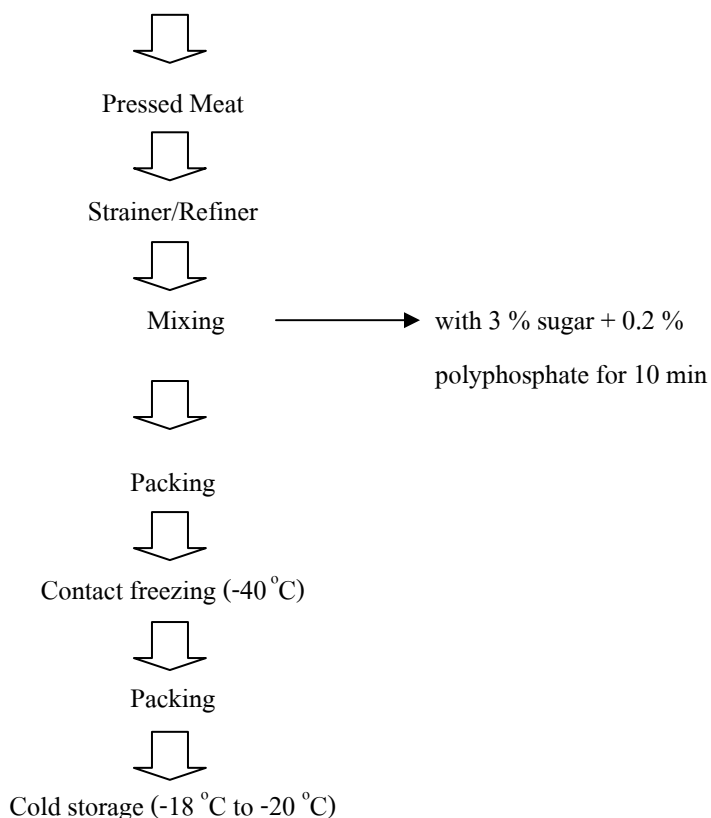 Pressed Meat
Strainer/Refiner
Mixing
with 3 % sugar + 0.2 %
polyphosphate for 10 min
Packing
Contact freezing (-40 °C)
Packing
Cold storage (-18 °C to -20 °C)